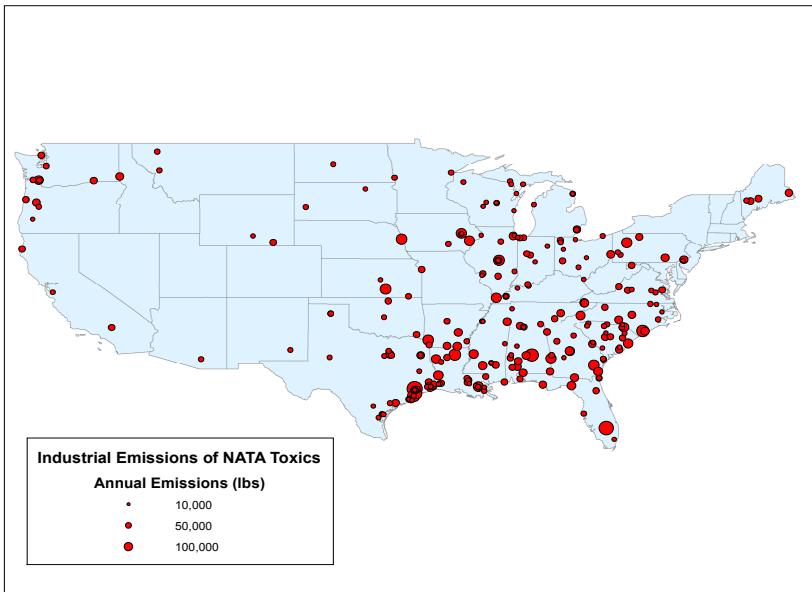 Industrial Emissions of NATA Toxics
Annual Emissions (lbs)
10,000
50,000
100,000